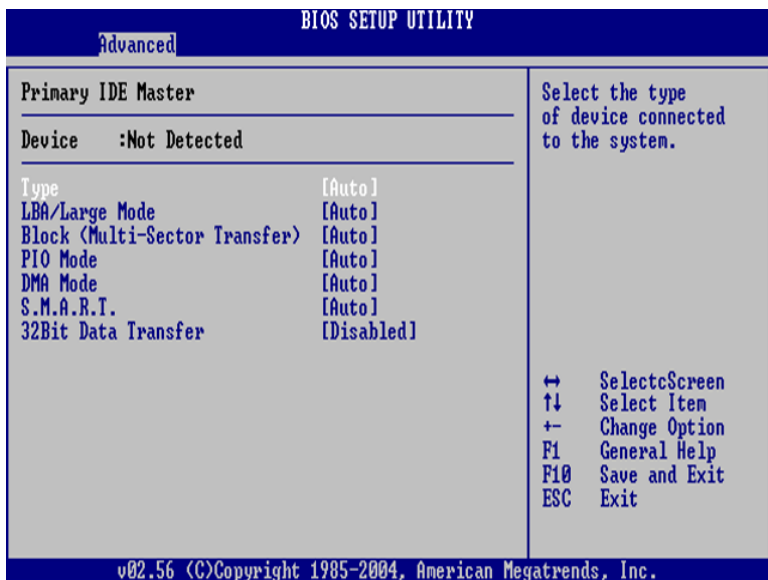 BIOS SETUP UTILITY
Advanced
Primary IDE Master
Device :Not Detected
Type [Auto]
LBA/Large Mode [Auto]
Block (Multi-Sector Transfer) [Auto]
PIO Mode [Auto]
DMA Mode [Auto]
S.M.A.R.T. [Auto]
32Bit Data Transfer [Disabled]
Select the type
of device connected
to the system.
↔ SelectcScreen
↑↓ Select Item
+- Change Option
F1 General Help
F10 Save and Exit
ESC Exit
v02.56 (C)Copyright 1985-2004, American Megatrends, Inc.